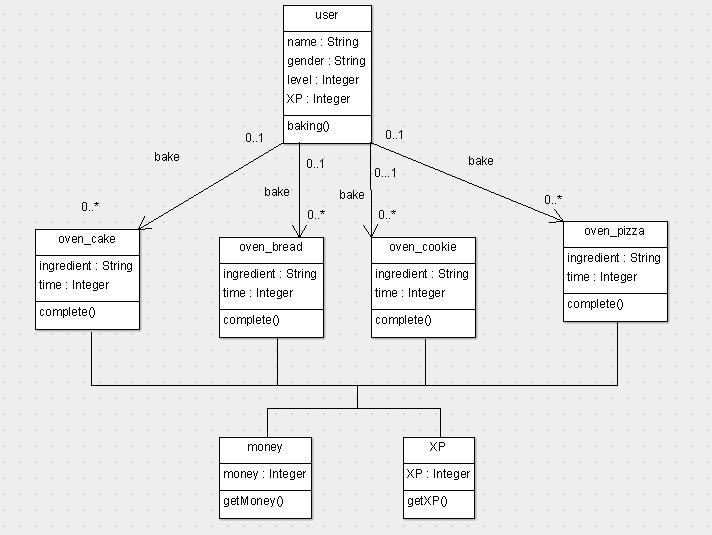 user
name : String
gender : String
level : Integer
XP : Integer
baking()
0..1
0..1
bake
0..1
bake
0...1
bake
bake
0..*
0..*
0..*
0..*
oven_cake
ingredient : String
time : Integer
complete()
oven_bread
ingredient : String
time : Integer
complete()
oven_cookie
ingredient : String
time : Integer
complete()
oven_pizza
ingredient : String
time : Integer
complete()
money
money : Integer
getMoney()
XP
XP : Integer
getXP()